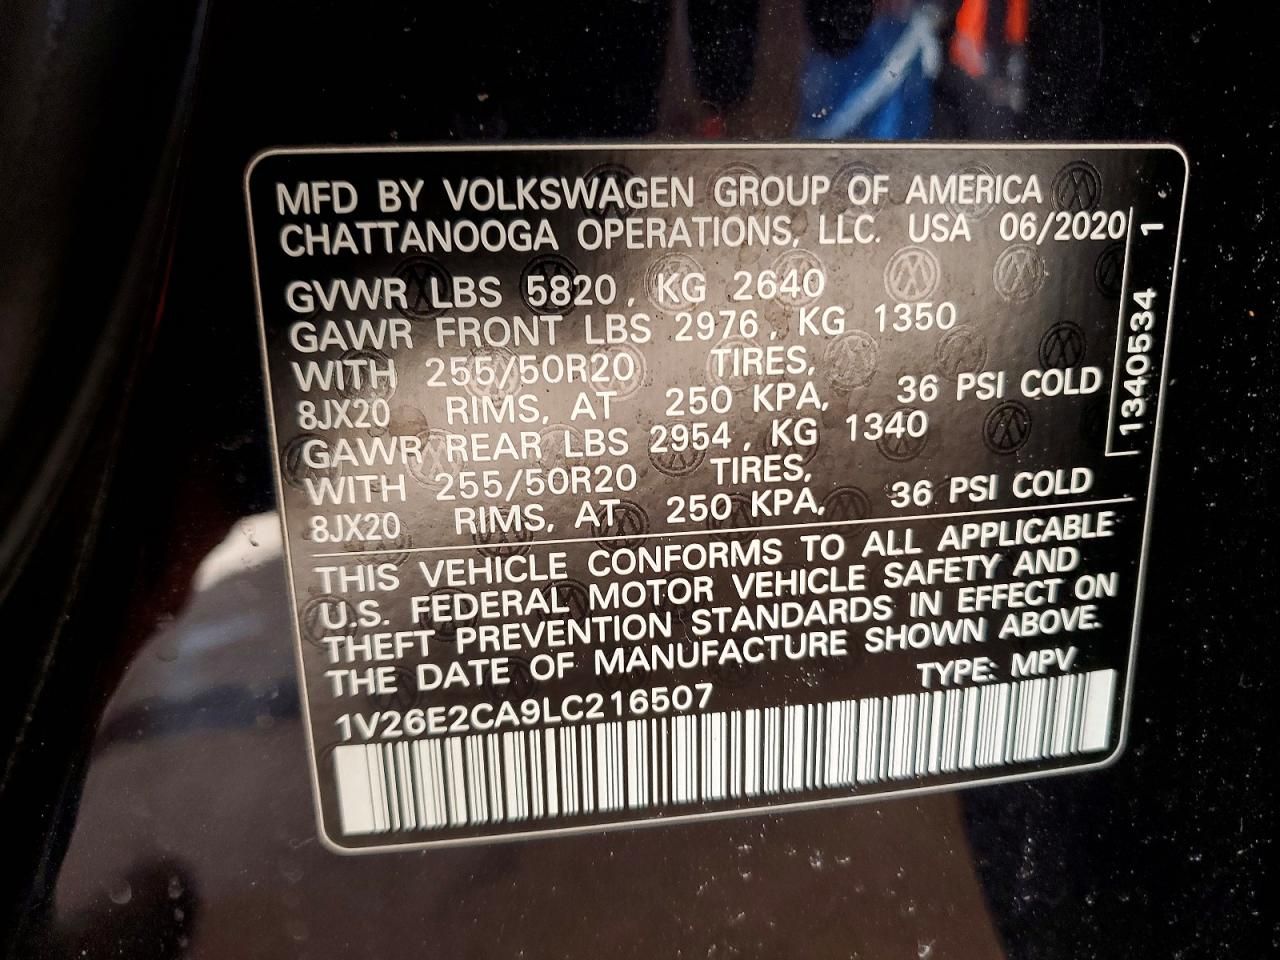 MFD BY VOLKSWAGEN GROUP OF AMERICA
CHATTANOOGA OPERATIONS, LLC. USA 06/2020
GVWR LBS 5820, KG 2640
GAWR FRONT LBS 2976, KG 1350
WITH 255/50R20 TIRES,
8JX20 RIMS, AT 250 KPA, 36 PSI COLD
GAWR REAR LBS 2954, KG 1340
WITH 255/50R20 TIRES,
8JX20 RIMS, AT 250 KPA, 36 PSI COLD
THIS VEHICLE CONFORMS TO ALL APPLICABLE
U.S. FEDERAL MOTOR VEHICLE SAFETY AND
THEFT PREVENTION STANDARDS IN EFFECT ON
THE DATE OF MANUFACTURE SHOWN ABOVE.
1V26E2CA9LC216507 TYPE: MPV
1340534 1